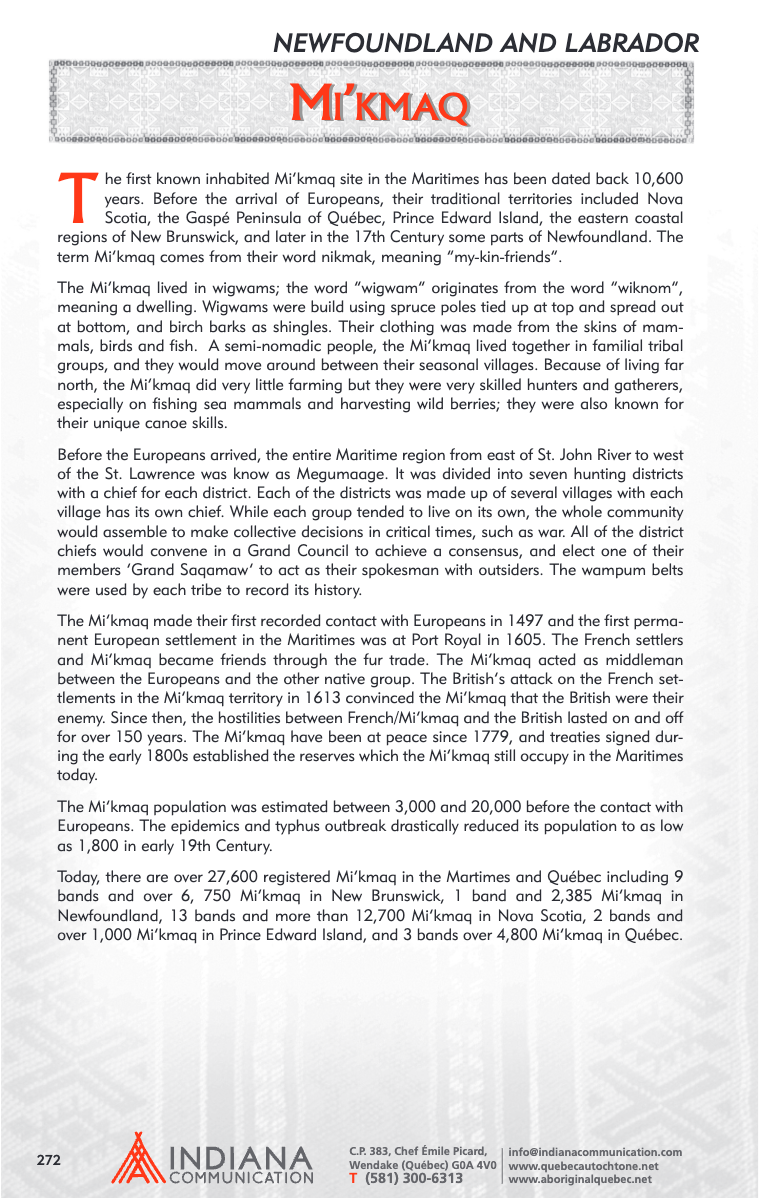 NEWFOUNDLAND AND LABRADOR
Mi’kmaq
The first known inhabited Mi’kmaq site in the Maritimes has been dated back 10,600
years. Before the arrival of Europeans, their traditional territories included Nova
Scotia, the Gaspé Peninsula of Québec, Prince Edward Island, the eastern coastal
regions of New Brunswick, and later in the 17th Century some parts of Newfoundland. The
term Mi’kmaq comes from their word nikmak, meaning “my-kin-friends”.
The Mi’kmaq lived in wigwams; the word “wigwam” originates from the word “wiknom”,
meaning a dwelling. Wigwams were build using spruce poles tied up at top and spread out
at bottom, and birch barks as shingles. Their clothing was made from the skins of mam-
mals, birds and fish.  A semi-nomadic people, the Mi’kmaq lived together in familial tribal
groups, and they would move around between their seasonal villages. Because of living far
north, the Mi’kmaq did very little farming but they were very skilled hunters and gatherers,
especially on fishing sea mammals and harvesting wild berries; they were also known for
their unique canoe skills.
Before the Europeans arrived, the entire Maritime region from east of St. John River to west
of the St. Lawrence was know as Megumaage. It was divided into seven hunting districts
with a chief for each district. Each of the districts was made up of several villages with each
village has its own chief. While each group tended to live on its own, the whole community
would assemble to make collective decisions in critical times, such as war. All of the district
chiefs would convene in a Grand Council to achieve a consensus, and elect one of their
members ‘Grand Saqamaw’ to act as their spokesman with outsiders. The wampum belts
were used by each tribe to record its history.
The Mi’kmaq made their first recorded contact with Europeans in 1497 and the first perma-
nent European settlement in the Maritimes was at Port Royal in 1605. The French settlers
and Mi’kmaq became friends through the fur trade. The Mi’kmaq acted as middleman
between the Europeans and the other native group. The British’s attack on the French set-
tlements in the Mi’kmaq territory in 1613 convinced the Mi’kmaq that the British were their
enemy. Since then, the hostilities between French/Mi’kmaq and the British lasted on and off
for over 150 years. The Mi’kmaq have been at peace since 1779, and treaties signed dur-
ing the early 1800s established the reserves which the Mi’kmaq still occupy in the Maritimes
today.
The Mi’kmaq population was estimated between 3,000 and 20,000 before the contact with
Europeans. The epidemics and typhus outbreak drastically reduced its population to as low
as 1,800 in early 19th Century.
Today, there are over 27,600 registered Mi’kmaq in the Martimes and Québec including 9
bands and over 6, 750 Mi’kmaq in New Brunswick, 1 band and 2,385 Mi’kmaq in
Newfoundland, 13 bands and more than 12,700 Mi’kmaq in Nova Scotia, 2 bands and
over 1,000 Mi’kmaq in Prince Edward Island, and 3 bands over 4,800 Mi’kmaq in Québec.
272
INDIANA
COMMUNICATION
C.P. 383, Chef Émile Picard,
Wendake (Québec) G0A 4V0
T (581) 300-6313
info@indianacommunication.com
www.quebecautochtone.net
www.aboriginalquebec.net